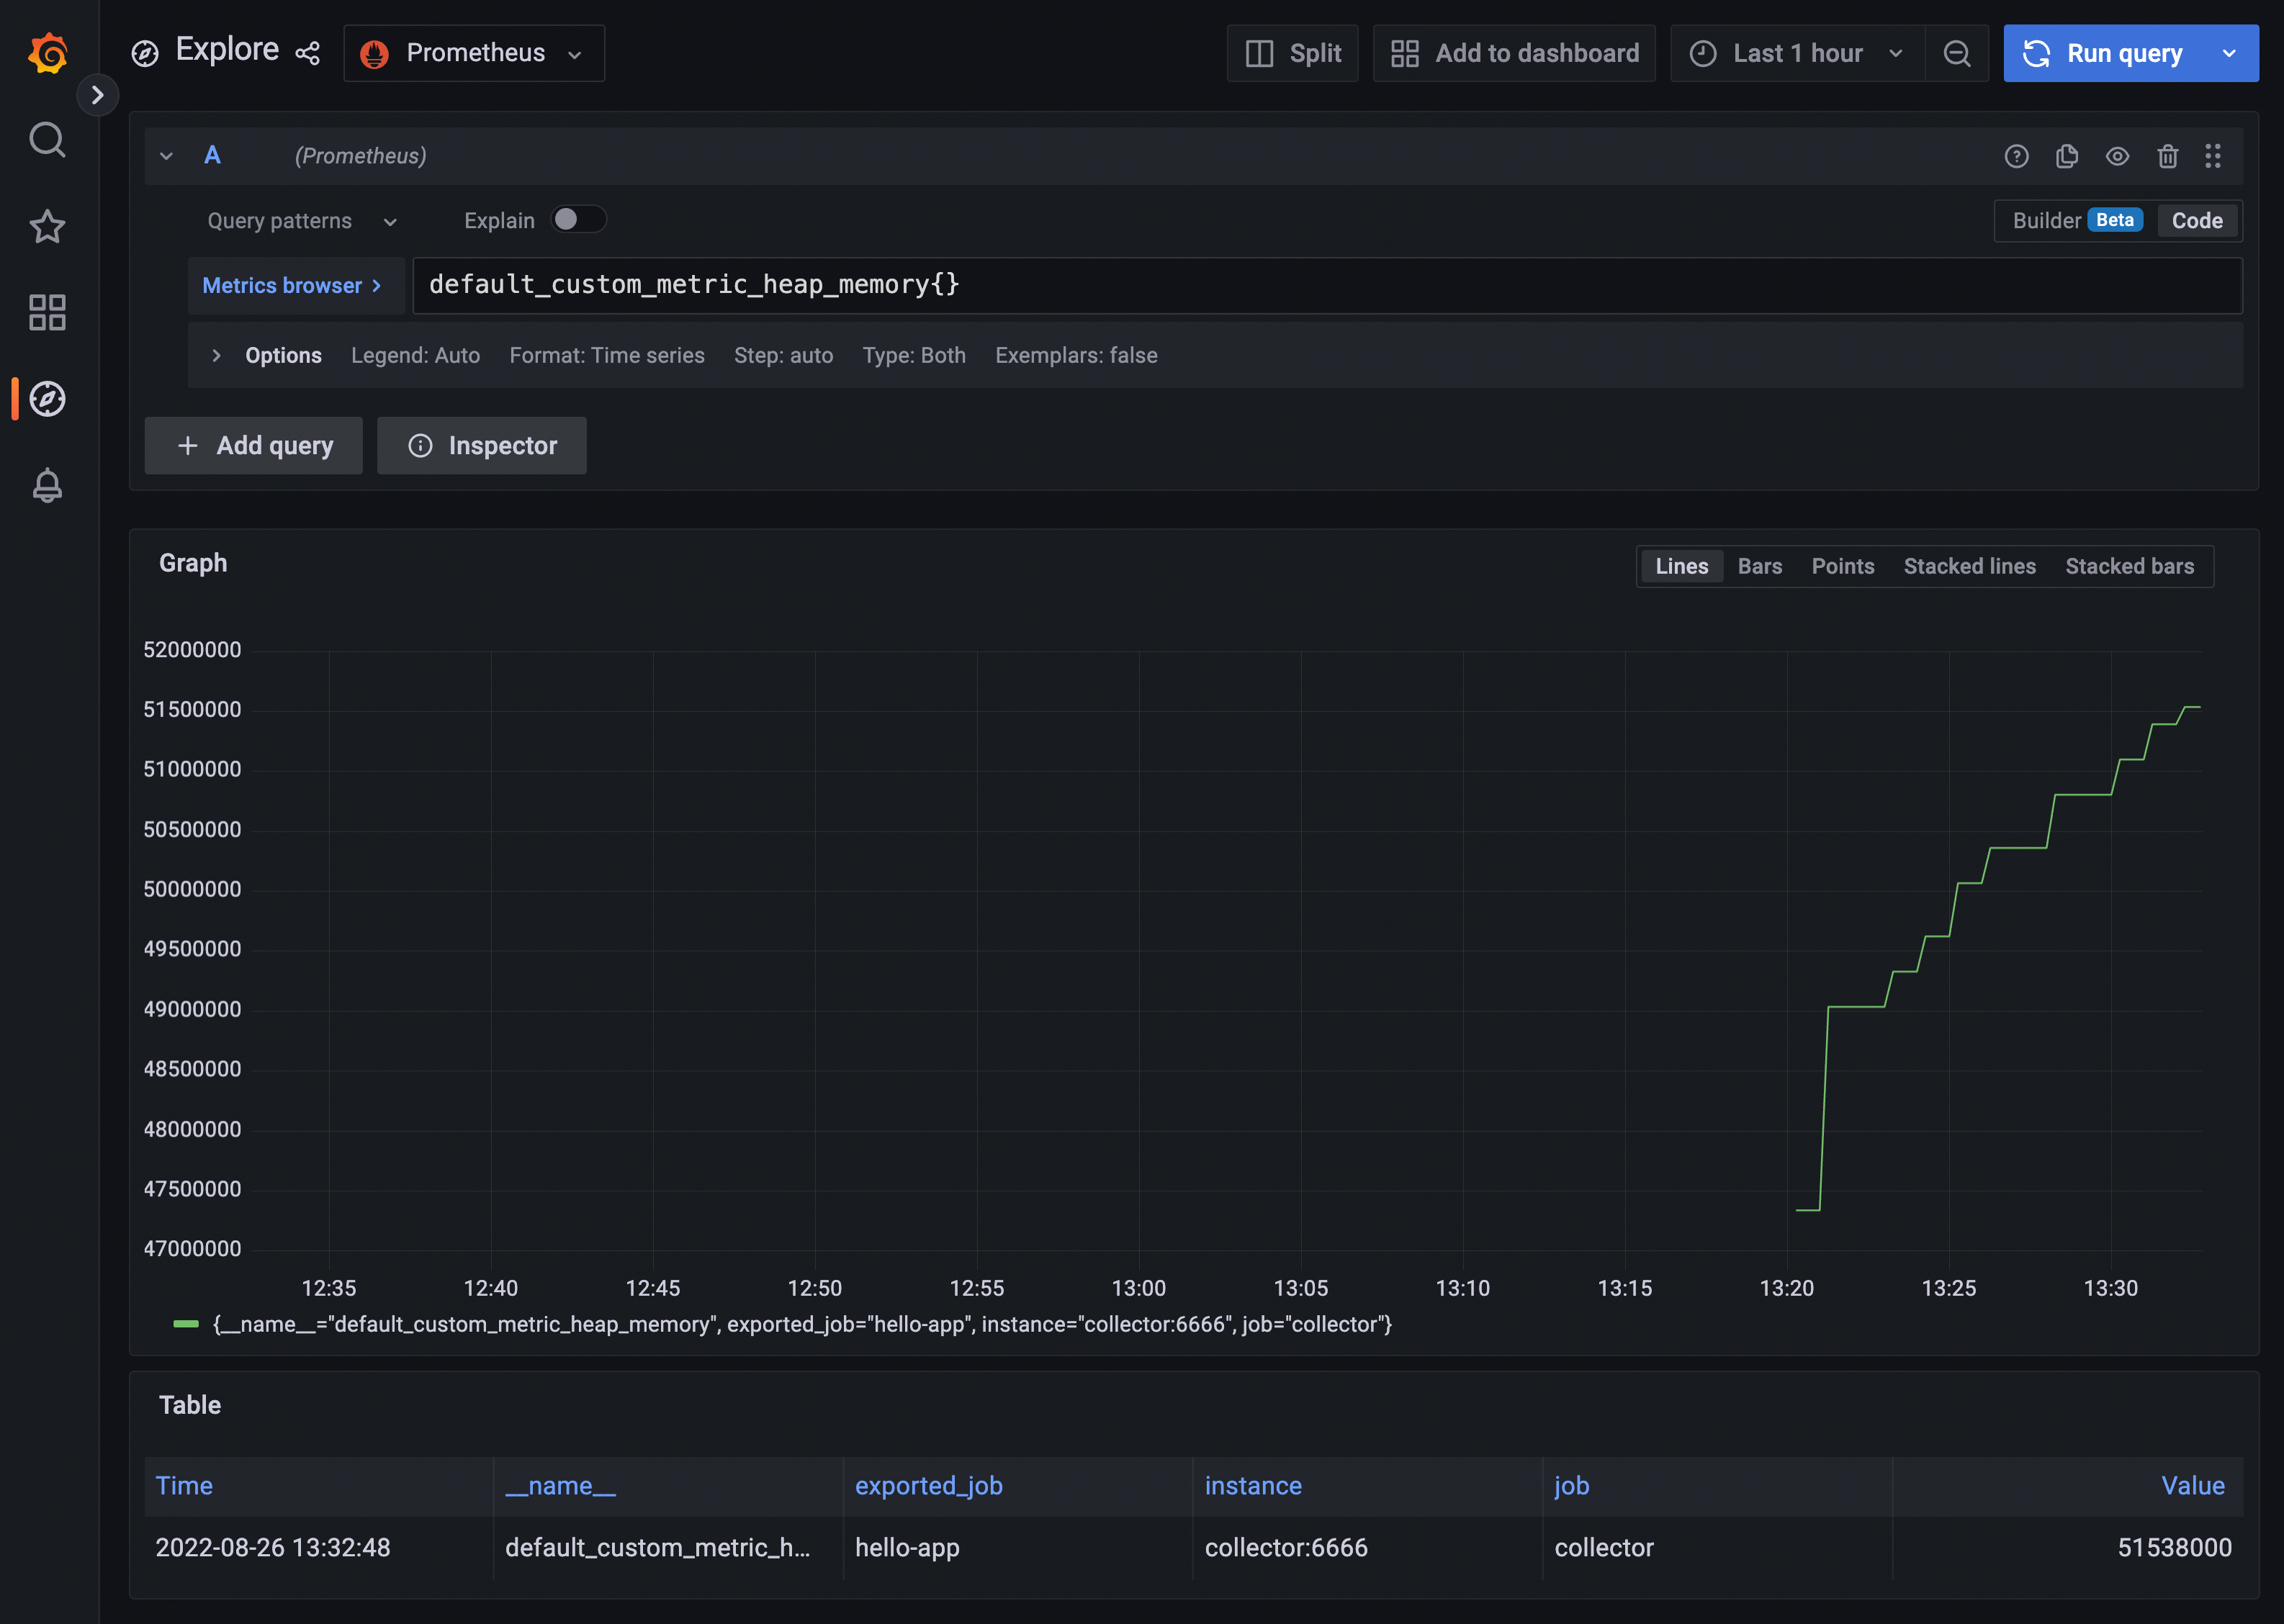 Explore Prometheus Split Add to dashboard Last 1 hour Run query
A (Prometheus)
Query patterns Explain Builder Beta Code
Metrics browser > default_custom_metric_heap_memory{}
> Options Legend: Auto Format: Time series Step: auto Type: Both Exemplars: false
+ Add query Inspector
Graph Lines Bars Points Stacked lines Stacked bars
52000000
51500000
51000000
50500000
50000000
49500000
49000000
48500000
48000000
47500000
47000000
12:35 12:40 12:45 12:50 12:55 13:00 13:05 13:10 13:15 13:20 13:25 13:30
{__name__="default_custom_metric_heap_memory", exported_job="hello-app", instance="collector:6666", job="collector"}
Table
Time __name__ exported_job instance job Value
2022-08-26 13:32:48 default_custom_metric_h... hello-app collector:6666 collector 51538000